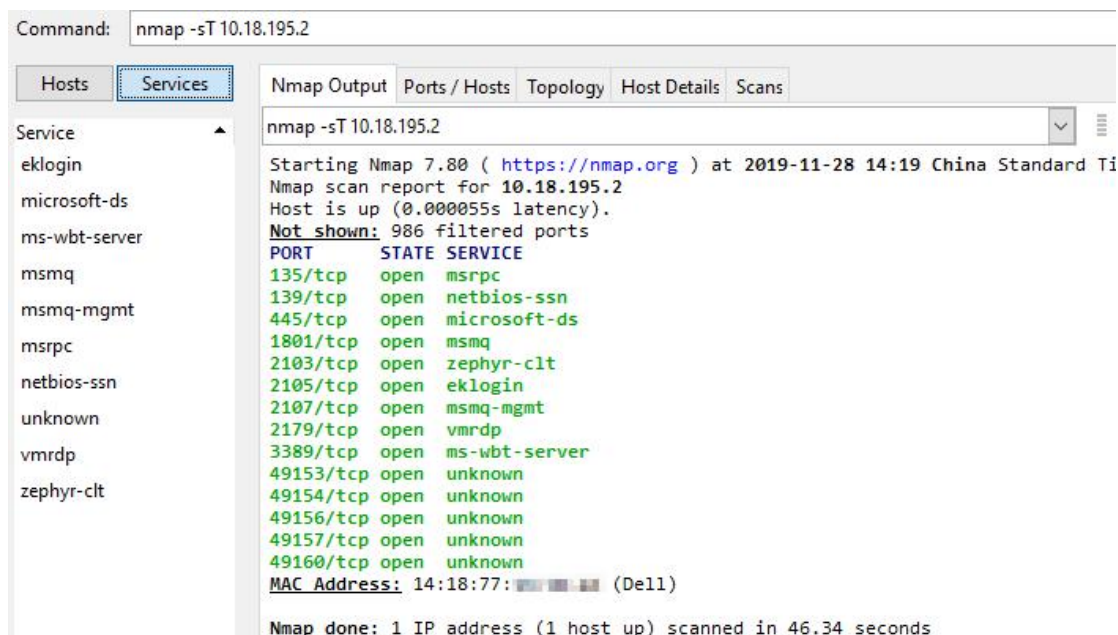 Command: nmap -sT 10.18.195.2
Hosts Services
Nmap Output Ports / Hosts Topology Host Details Scans
Service
eklogin
microsoft-ds
ms-wbt-server
msmq
msmq-mgmt
msrpc
netbios-ssn
unknown
vmrdp
zephyr-clt
nmap -sT 10.18.195.2
Starting Nmap 7.80 ( https://nmap.org ) at 2019-11-28 14:19 China Standard Ti
Nmap scan report for 10.18.195.2
Host is up (0.000055s latency).
Not shown: 986 filtered ports
PORT STATE SERVICE
135/tcp open msrpc
139/tcp open netbios-ssn
445/tcp open microsoft-ds
1801/tcp open msmq
2103/tcp open zephyr-clt
2105/tcp open eklogin
2107/tcp open msmq-mgmt
2179/tcp open vmrdp
3389/tcp open ms-wbt-server
49153/tcp open unknown
49154/tcp open unknown
49156/tcp open unknown
49157/tcp open unknown
49160/tcp open unknown
MAC Address: 14:18:77: (Dell)
Nmap done: 1 IP address (1 host up) scanned in 46.34 seconds